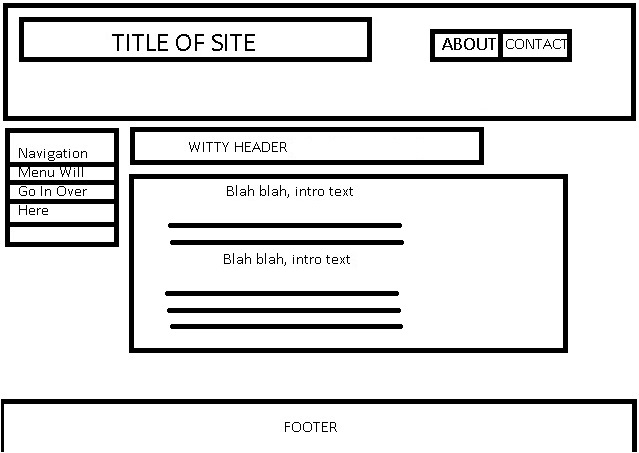 TITLE OF SITE
ABOUT
CONTACT
Navigation
Menu Will
Go In Over
Here
WITTY HEADER
Blah blah, intro text
Blah blah, intro text
FOOTER